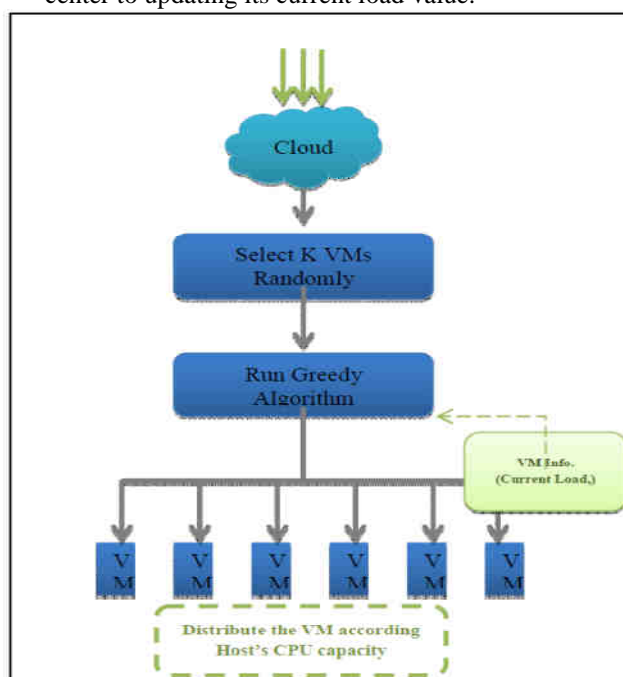 center to updating its current load value.
Cloud
Select K VMs
Randomly
Run Greedy
Algorithm
VM Info.
(Current Load,)
V
M
V
M
V
M
V
M
V
M
V
M
Distribute the VM according
Host's CPU capacity